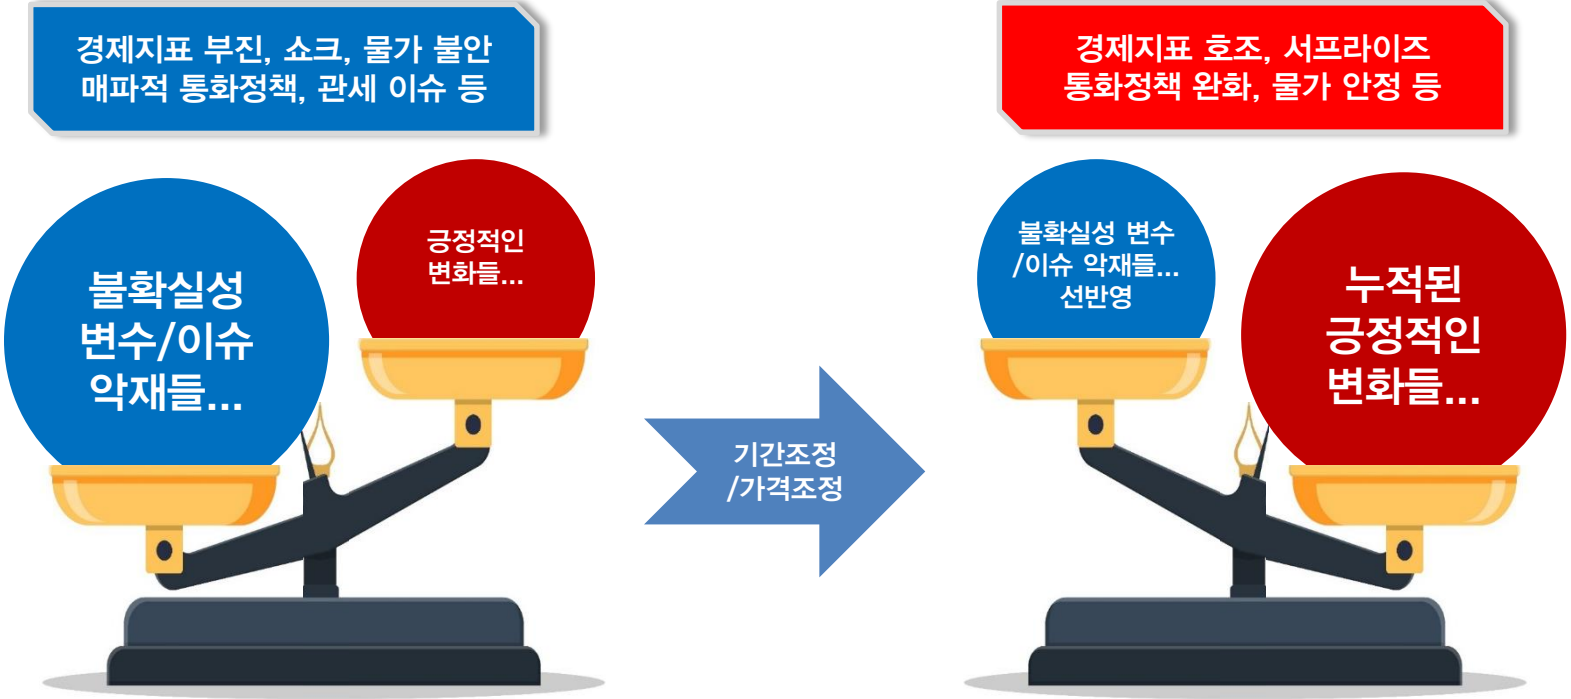 경제지표 부진, 쇼크, 물가 불안
매파적 통화정책, 관세 이슈 등
불확실성
변수/이슈
악재들...
긍정적인
변화들...
기간조정
/가격조정
경제지표 호조, 서프라이즈
통화정책 완화, 물가 안정 등
불확실성 변수
/이슈 악재들...
선반영
누적된
긍정적인
변화들...